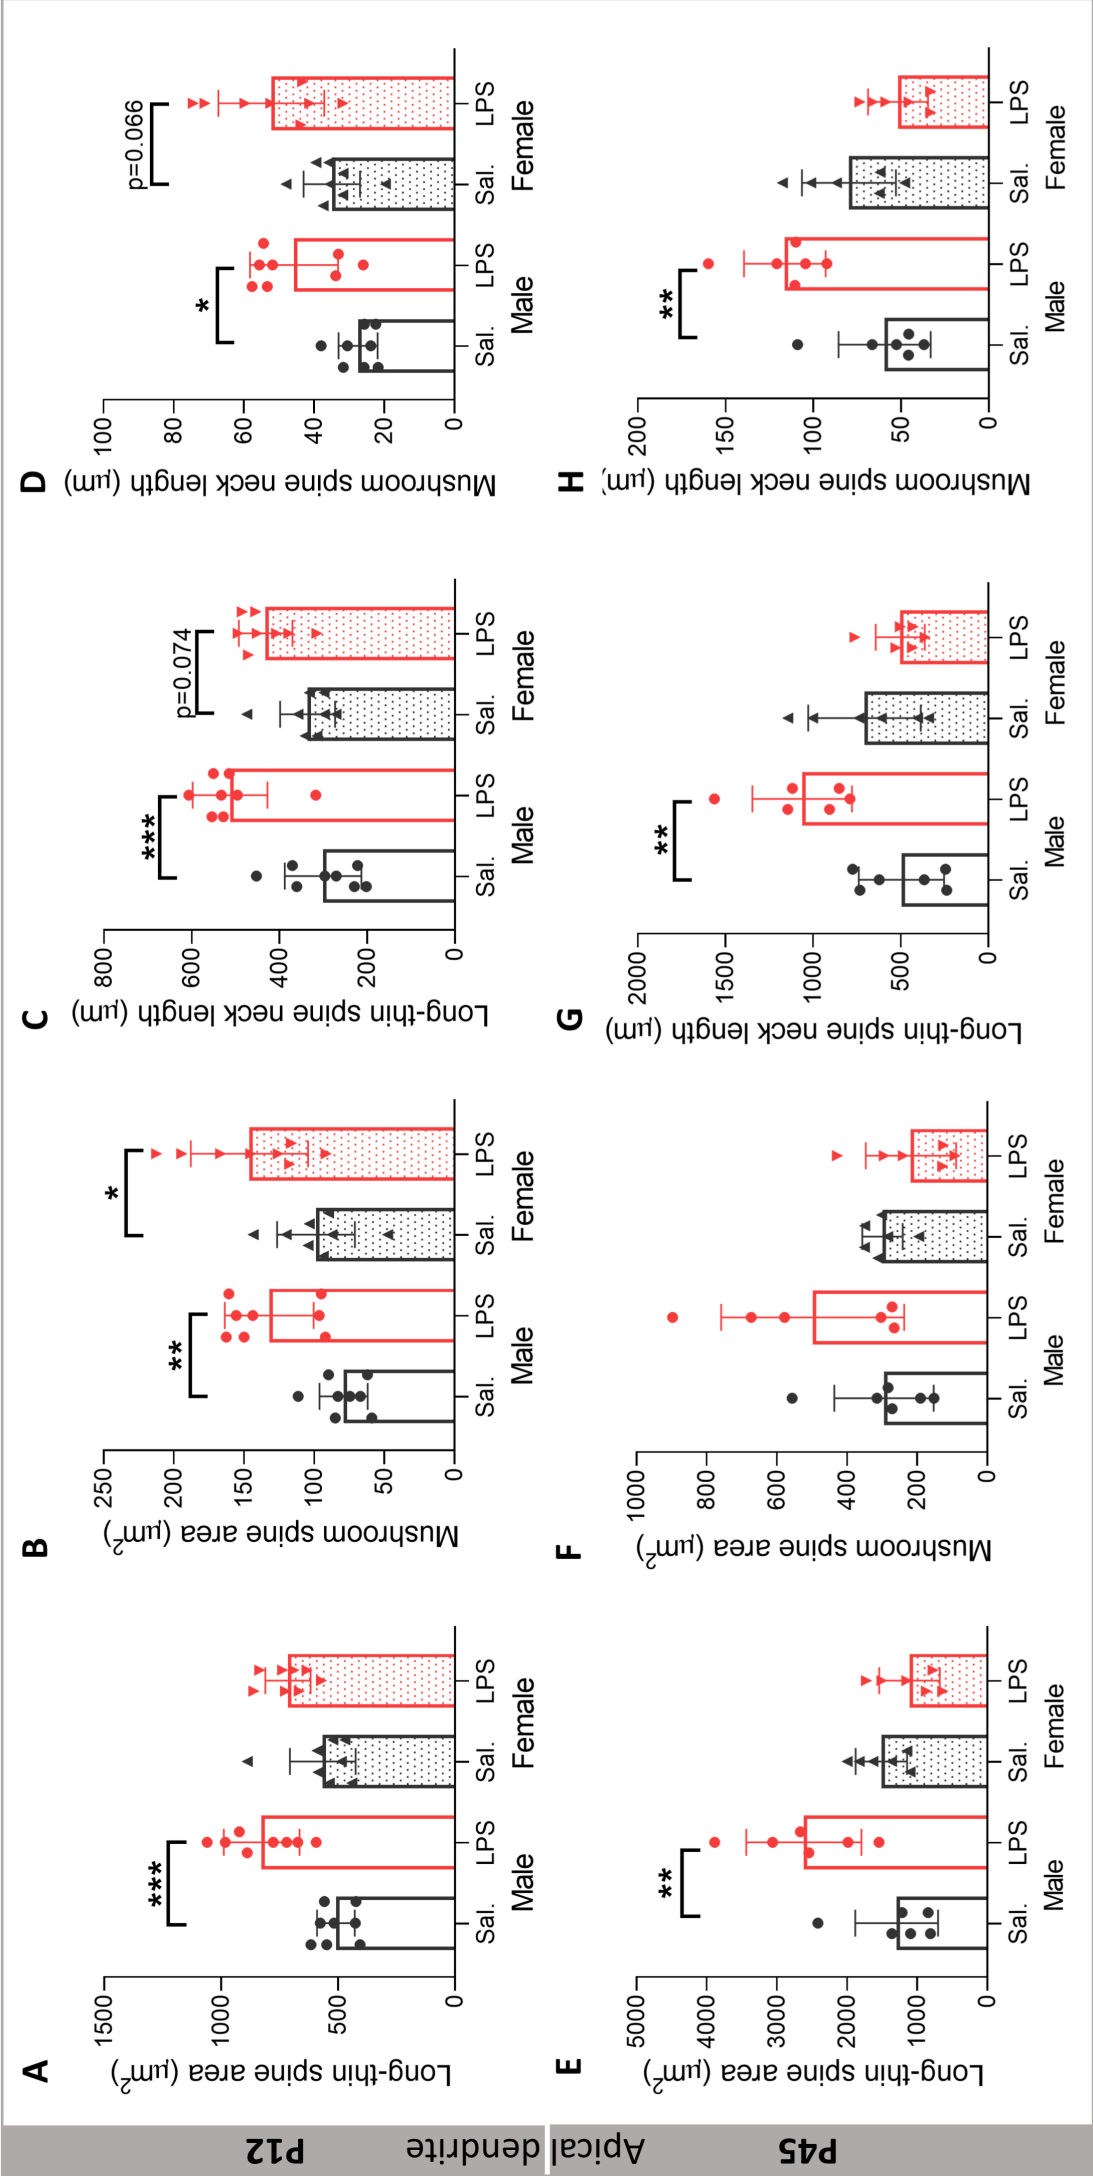 P12
Apical dendrite
P45
A
Long-thin spine area (µm²)
1500
1000
500
0
***
Sal.
LPS
Sal.
LPS
Male
Female
B
Mushroom spine area (µm²)
250
200
150
100
50
0
**
*
Sal.
LPS
Sal.
LPS
Male
Female
C
Long-thin spine neck length (µm)
800
600
400
200
0
***
p=0.074
Sal.
LPS
Sal.
LPS
Male
Female
D
Mushroom spine neck length (µm)
100
80
60
40
20
0
*
p=0.066
Sal.
LPS
Sal.
LPS
Male
Female
E
Long-thin spine area (µm²)
5000
4000
3000
2000
1000
0
**
Sal.
LPS
Sal.
LPS
Male
Female
F
Mushroom spine area (µm²)
1000
800
600
400
200
0
Sal.
LPS
Sal.
LPS
Male
Female
G
Long-thin spine neck length (µm)
2000
1500
1000
500
0
**
Sal.
LPS
Sal.
LPS
Male
Female
H
Mushroom spine neck length (µm)
200
150
100
50
0
**
Sal.
LPS
Sal.
LPS
Male
Female